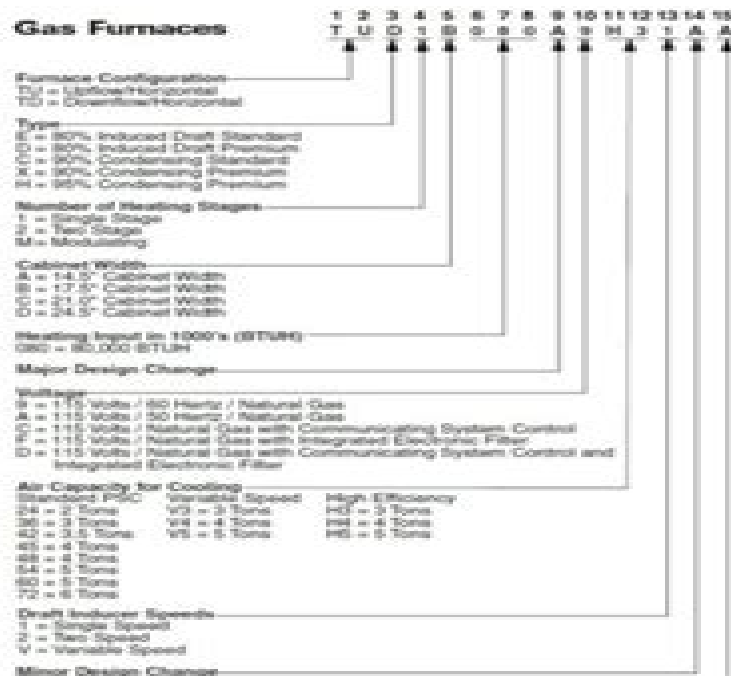 Gas Furnaces
1 2 3 4 5 6 7 8 9 10 11 12 13 14 15
T U D 1 B 0 8 0 A 9 H 3 1 A A
Furnace Configuration
TU = Upflow/Horizontal
TD = Downflow/Horizontal
Type
E = 80% Induced Draft Standard
D = 80% Induced Draft Premium
C = 90% Condensing Standard
X = 90% Condensing Premium
H = 95% Condensing Premium
Number of Heating Stages
1 = Single Stage
2 = Two Stage
M = Modulating
Cabinet Width
A = 14.5" Cabinet Width
B = 17.5" Cabinet Width
C = 21.0" Cabinet Width
D = 24.5" Cabinet Width
Heating Input in 1000's (BTUH)
080 = 80,000 BTUH
Major Design Change
Voltage
9 = 115 Volts / 60 Hertz / Natural Gas
A = 115 Volts / 50 Hertz / Natural Gas
C = 115 Volts / Natural Gas with Communicating System Control
F = 115 Volts / Natural Gas with Integrated Electronic Filter
D = 115 Volts / Natural Gas with Communicating System Control and
Integrated Electronic Filter
Air Capacity for Cooling
Standard PSC Variable Speed High Efficiency
24 = 2 Tons V3 = 3 Tons H3 = 3 Tons
36 = 3 Tons V4 = 4 Tons H4 = 4 Tons
42 = 3.5 Tons V5 = 5 Tons H5 = 5 Tons
45 = 4 Tons
48 = 4 Tons
54 = 5 Tons
60 = 5 Tons
72 = 6 Tons
Draft Inducer Speeds
1 = Single Speed
2 = Two Speed
V = Variable Speed
Minor Design Change